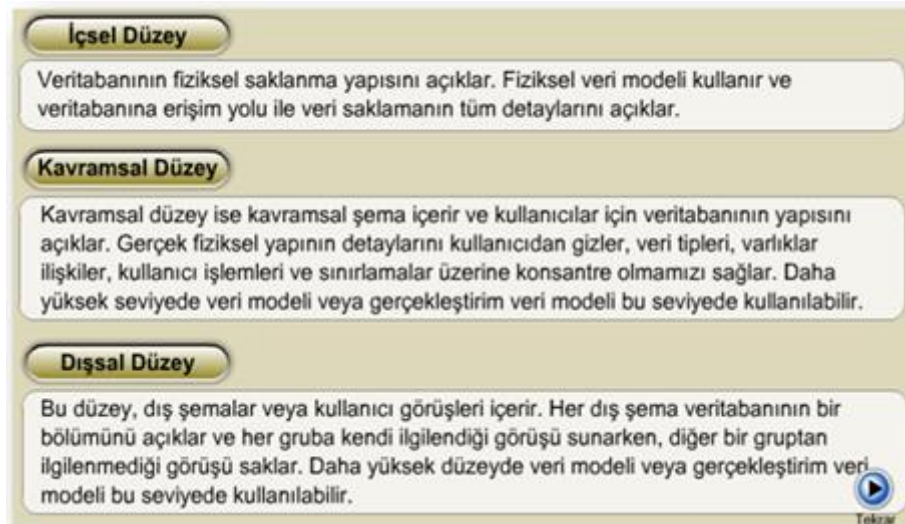 İçsel Düzey
Veritabanının fiziksel saklanma yapısını açıklar. Fiziksel veri modeli kullanır ve
veritabanına erişim yolu ile veri saklamanın tüm detaylarını açıklar.
Kavramsal Düzey
Kavramsal düzey ise kavramsal şema içerir ve kullanıcılar için veritabanının yapısını
açıklar. Gerçek fiziksel yapının detaylarını kullanıcıdan gizler, veri tipleri, varlıklar
ilişkiler, kullanıcı işlemleri ve sınırlamalar üzerine konsantre olmamızı sağlar. Daha
yüksek seviyede veri modeli veya gerçekleştirim veri modeli bu seviyede kullanılabilir.
Dışsal Düzey
Bu düzey, dış şemalar veya kullanıcı görüşleri içerir. Her dış şema veritabanının bir
bölümünü açıklar ve her gruba kendi ilgilendiği görüşü sunarken, diğer bir gruptan
ilgilenmediği görüşü saklar. Daha yüksek düzeyde veri modeli veya gerçekleştirim veri
modeli bu seviyede kullanılabilir.
Tekrar